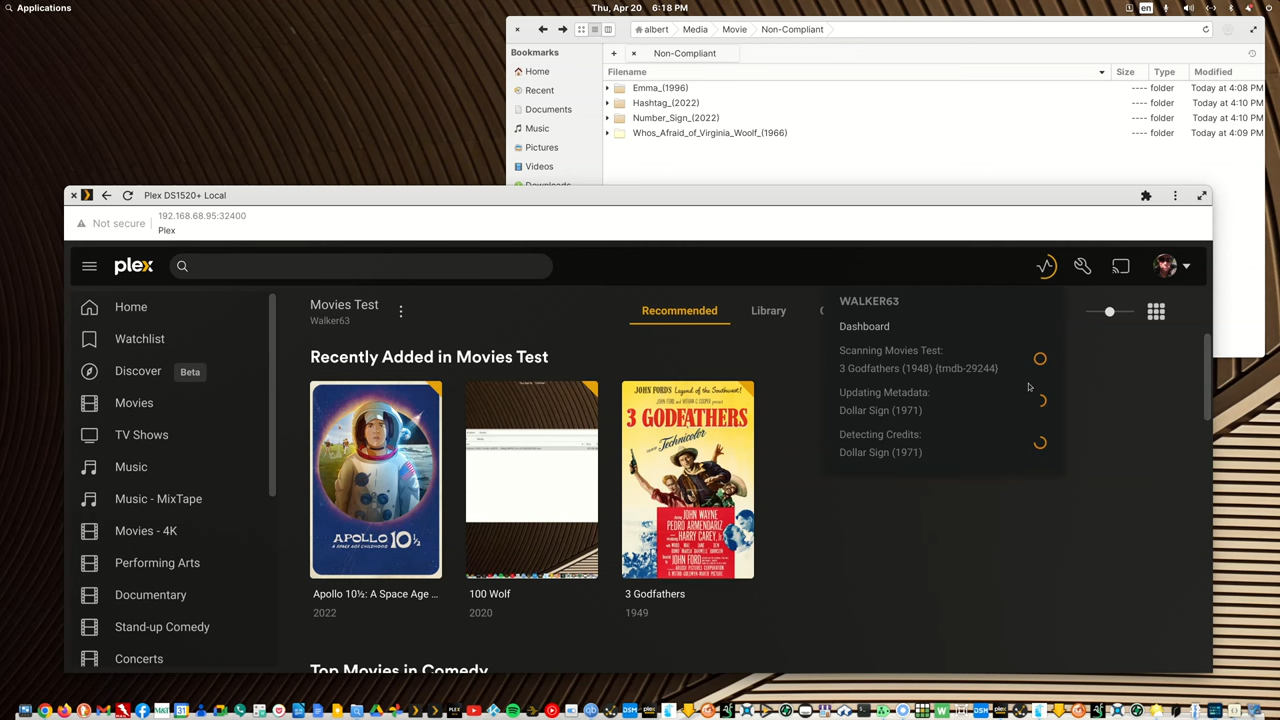 Applications
Thu, Apr 20 6:18 PM
en
albert Media Movie Non-Compliant
Bookmarks
Non-Compliant
Filename Size Type Modified
Home
Recent
Documents
Music
Pictures
Videos
Downloads
Emma_(1996) ---- folder Today at 4:08 PM
Hashtag_(2022) ---- folder Today at 4:10 PM
Number_Sign_(2022) ---- folder Today at 4:10 PM
Whos_Afraid_of_Virginia_Woolf_(1966) ---- folder Today at 4:09 PM
Plex DS1520+ Local
Not secure
192.168.68.95:32400
Plex
plex
Home
Watchlist
Discover Beta
Movies
TV Shows
Music
Music - MixTape
Movies - 4K
Performing Arts
Documentary
Stand-up Comedy
Concerts
Movies Test
Walker63
Recommended
Library
WALKER63
Dashboard
Scanning Movies Test:
3 Godfathers (1948) {tmdb-29244}
Updating Metadata:
Dollar Sign (1971)
Detecting Credits:
Dollar Sign (1971)
Recently Added in Movies Test
APOLLO 10½
A SPACE AGE CHILDHOOD
JOHN FORD'S Legend of the Southwest!
3 GODFATHERS
Technicolor
JOHN WAYNE
PEDRO ARMENDARIZ
HARRY CAREY, Jr
JOHN FORD
Apollo 10½: A Space Age ...
2022
100 Wolf
2020
3 Godfathers
1949
Top Movies in Comedy